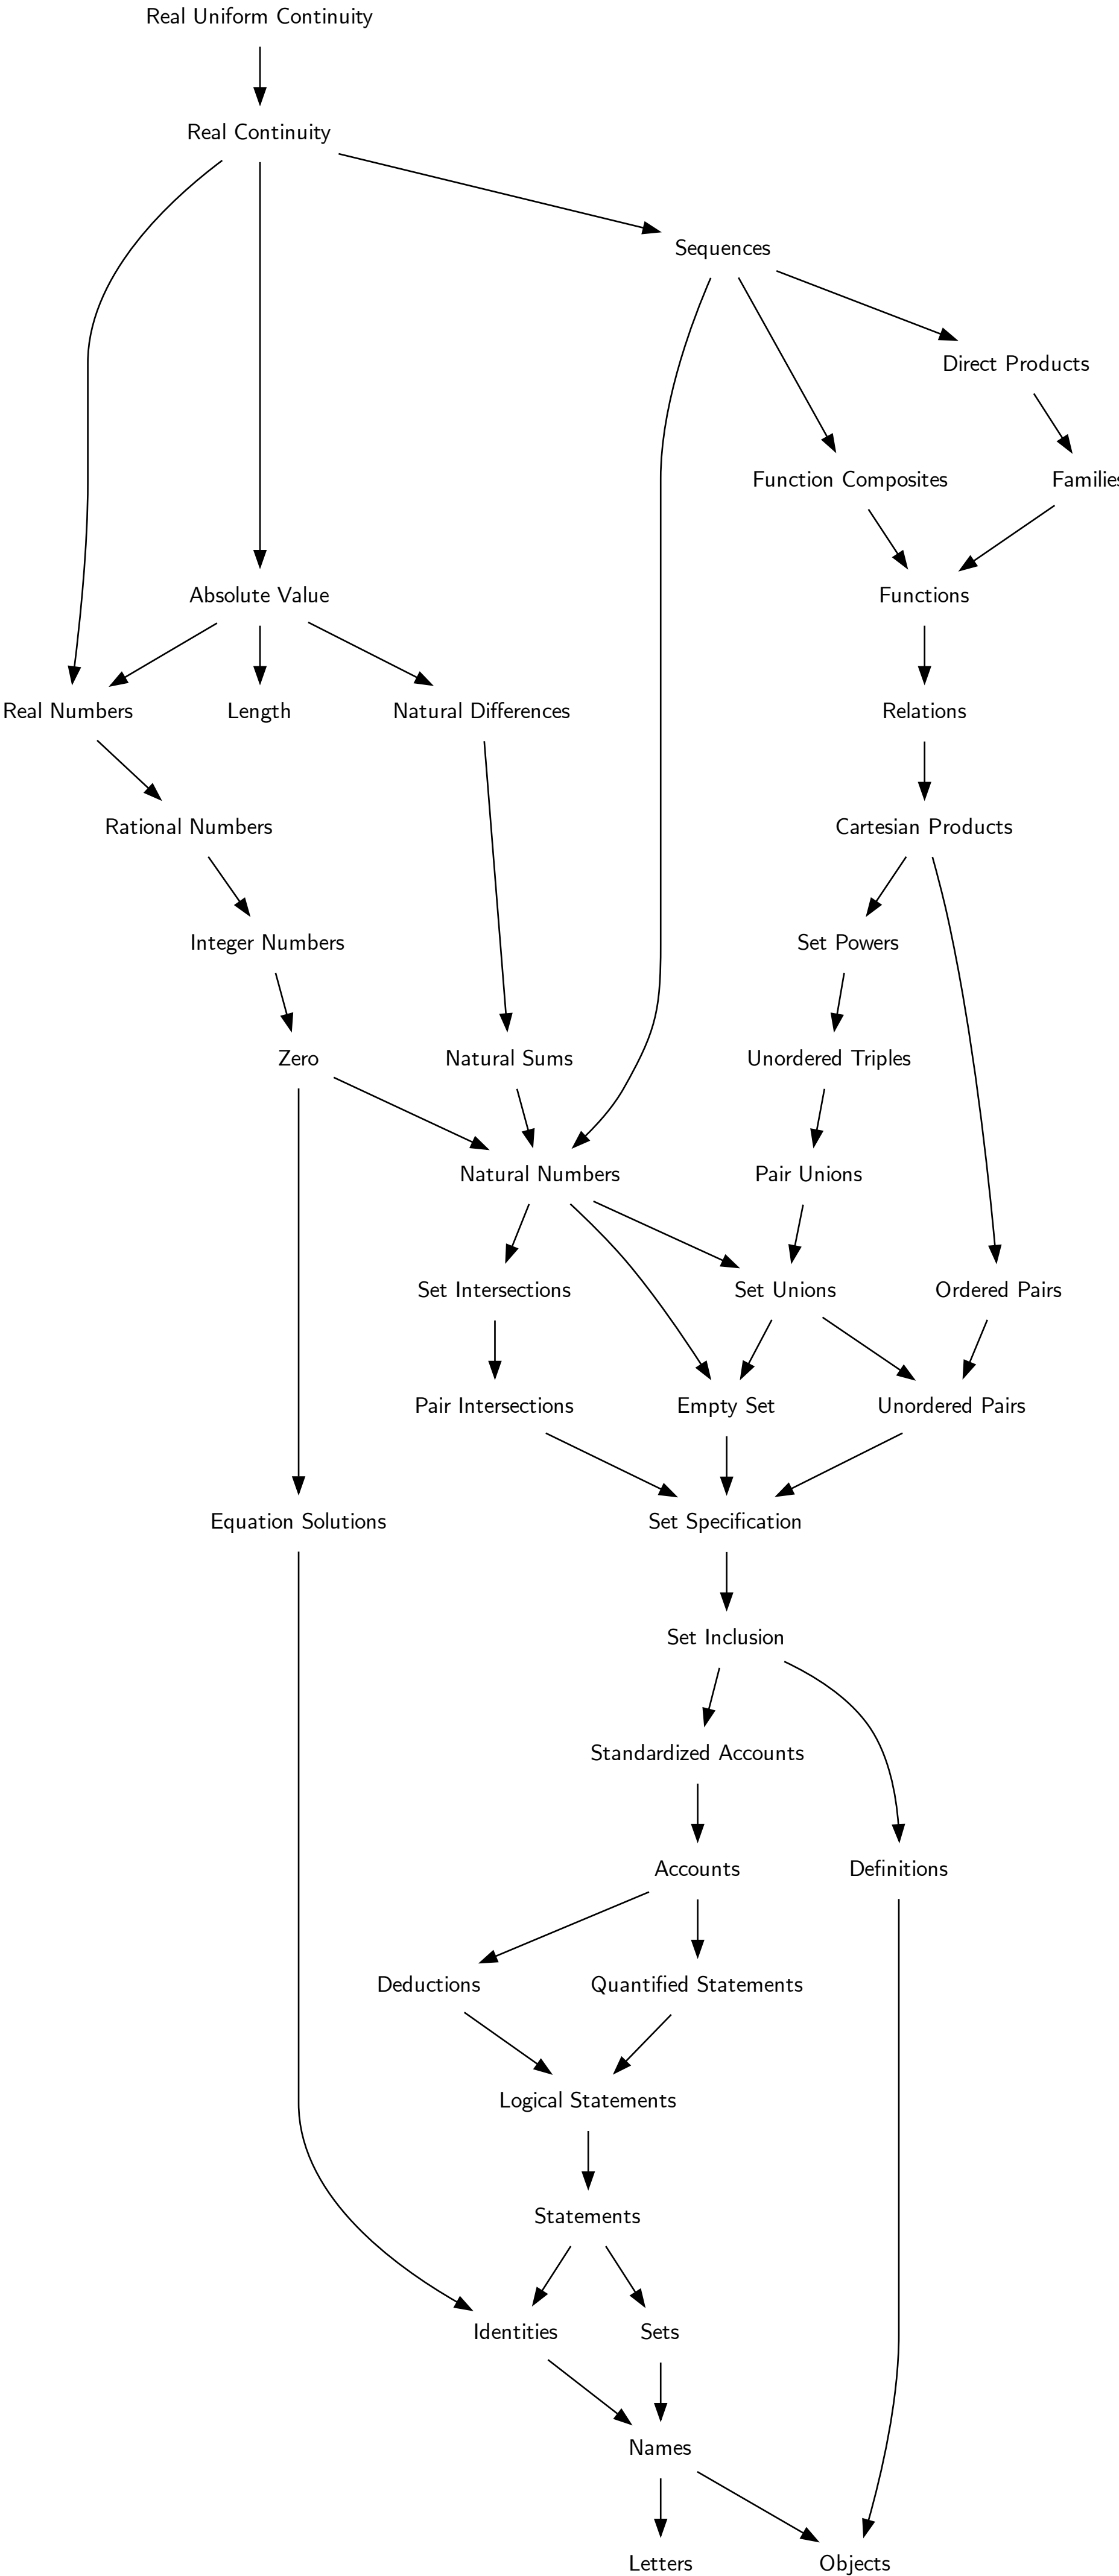 Real Uniform Continuity
Real Continuity
Sequences
Direct Products
Function Composites
Families
Absolute Value
Functions
Real Numbers
Length
Natural Differences
Relations
Rational Numbers
Cartesian Products
Integer Numbers
Set Powers
Zero
Natural Sums
Unordered Triples
Natural Numbers
Pair Unions
Set Intersections
Set Unions
Ordered Pairs
Pair Intersections
Empty Set
Unordered Pairs
Equation Solutions
Set Specification
Set Inclusion
Standardized Accounts
Accounts
Definitions
Deductions
Quantified Statements
Logical Statements
Statements
Identities
Sets
Names
Letters
Objects